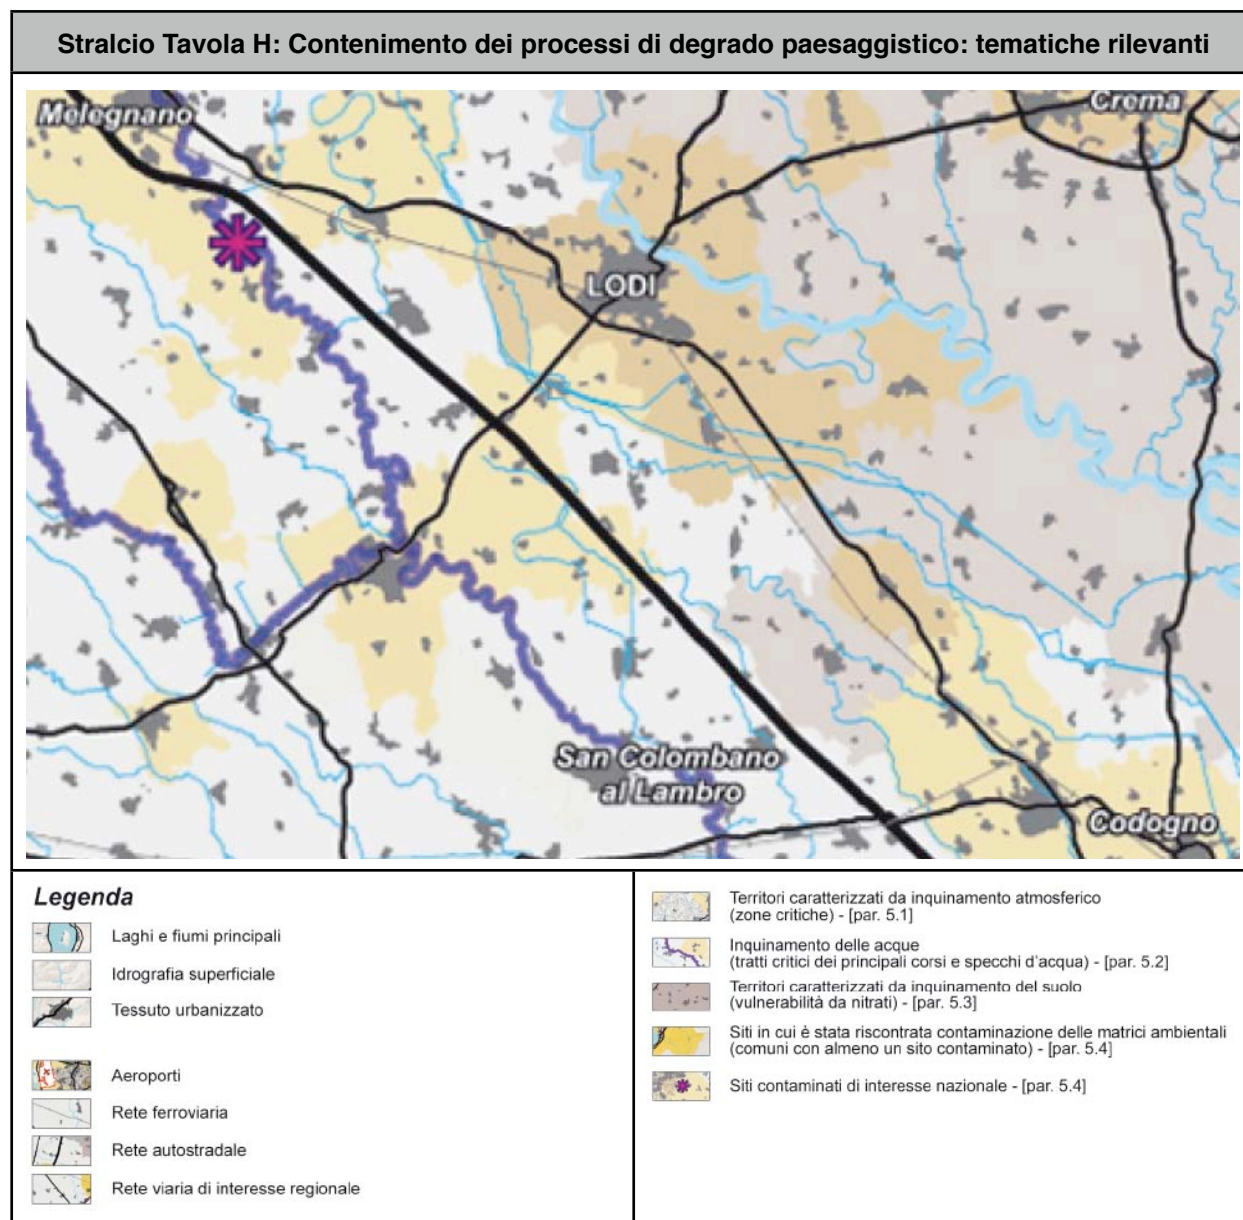 Stralcio Tavola H: Contenimento dei processi di degrado paesaggistico: tematiche rilevanti
Melegnano
Crema
LODI
San Colombano
al Lambro
Codogno
Legenda
Laghi e fiumi principali
Idrografia superficiale
Tessuto urbanizzato
Aeroporti
Rete ferroviaria
Rete autostradale
Rete viaria di interesse regionale
Territori caratterizzati da inquinamento atmosferico
(zone critiche) - [par. 5.1]
Inquinamento delle acque
(tratti critici dei principali corsi e specchi d'acqua) - [par. 5.2]
Territori caratterizzati da inquinamento del suolo
(vulnerabilità da nitrati) - [par. 5.3]
Siti in cui è stata riscontrata contaminazione delle matrici ambientali
(comuni con almeno un sito contaminato) - [par. 5.4]
Siti contaminati di interesse nazionale - [par. 5.4]